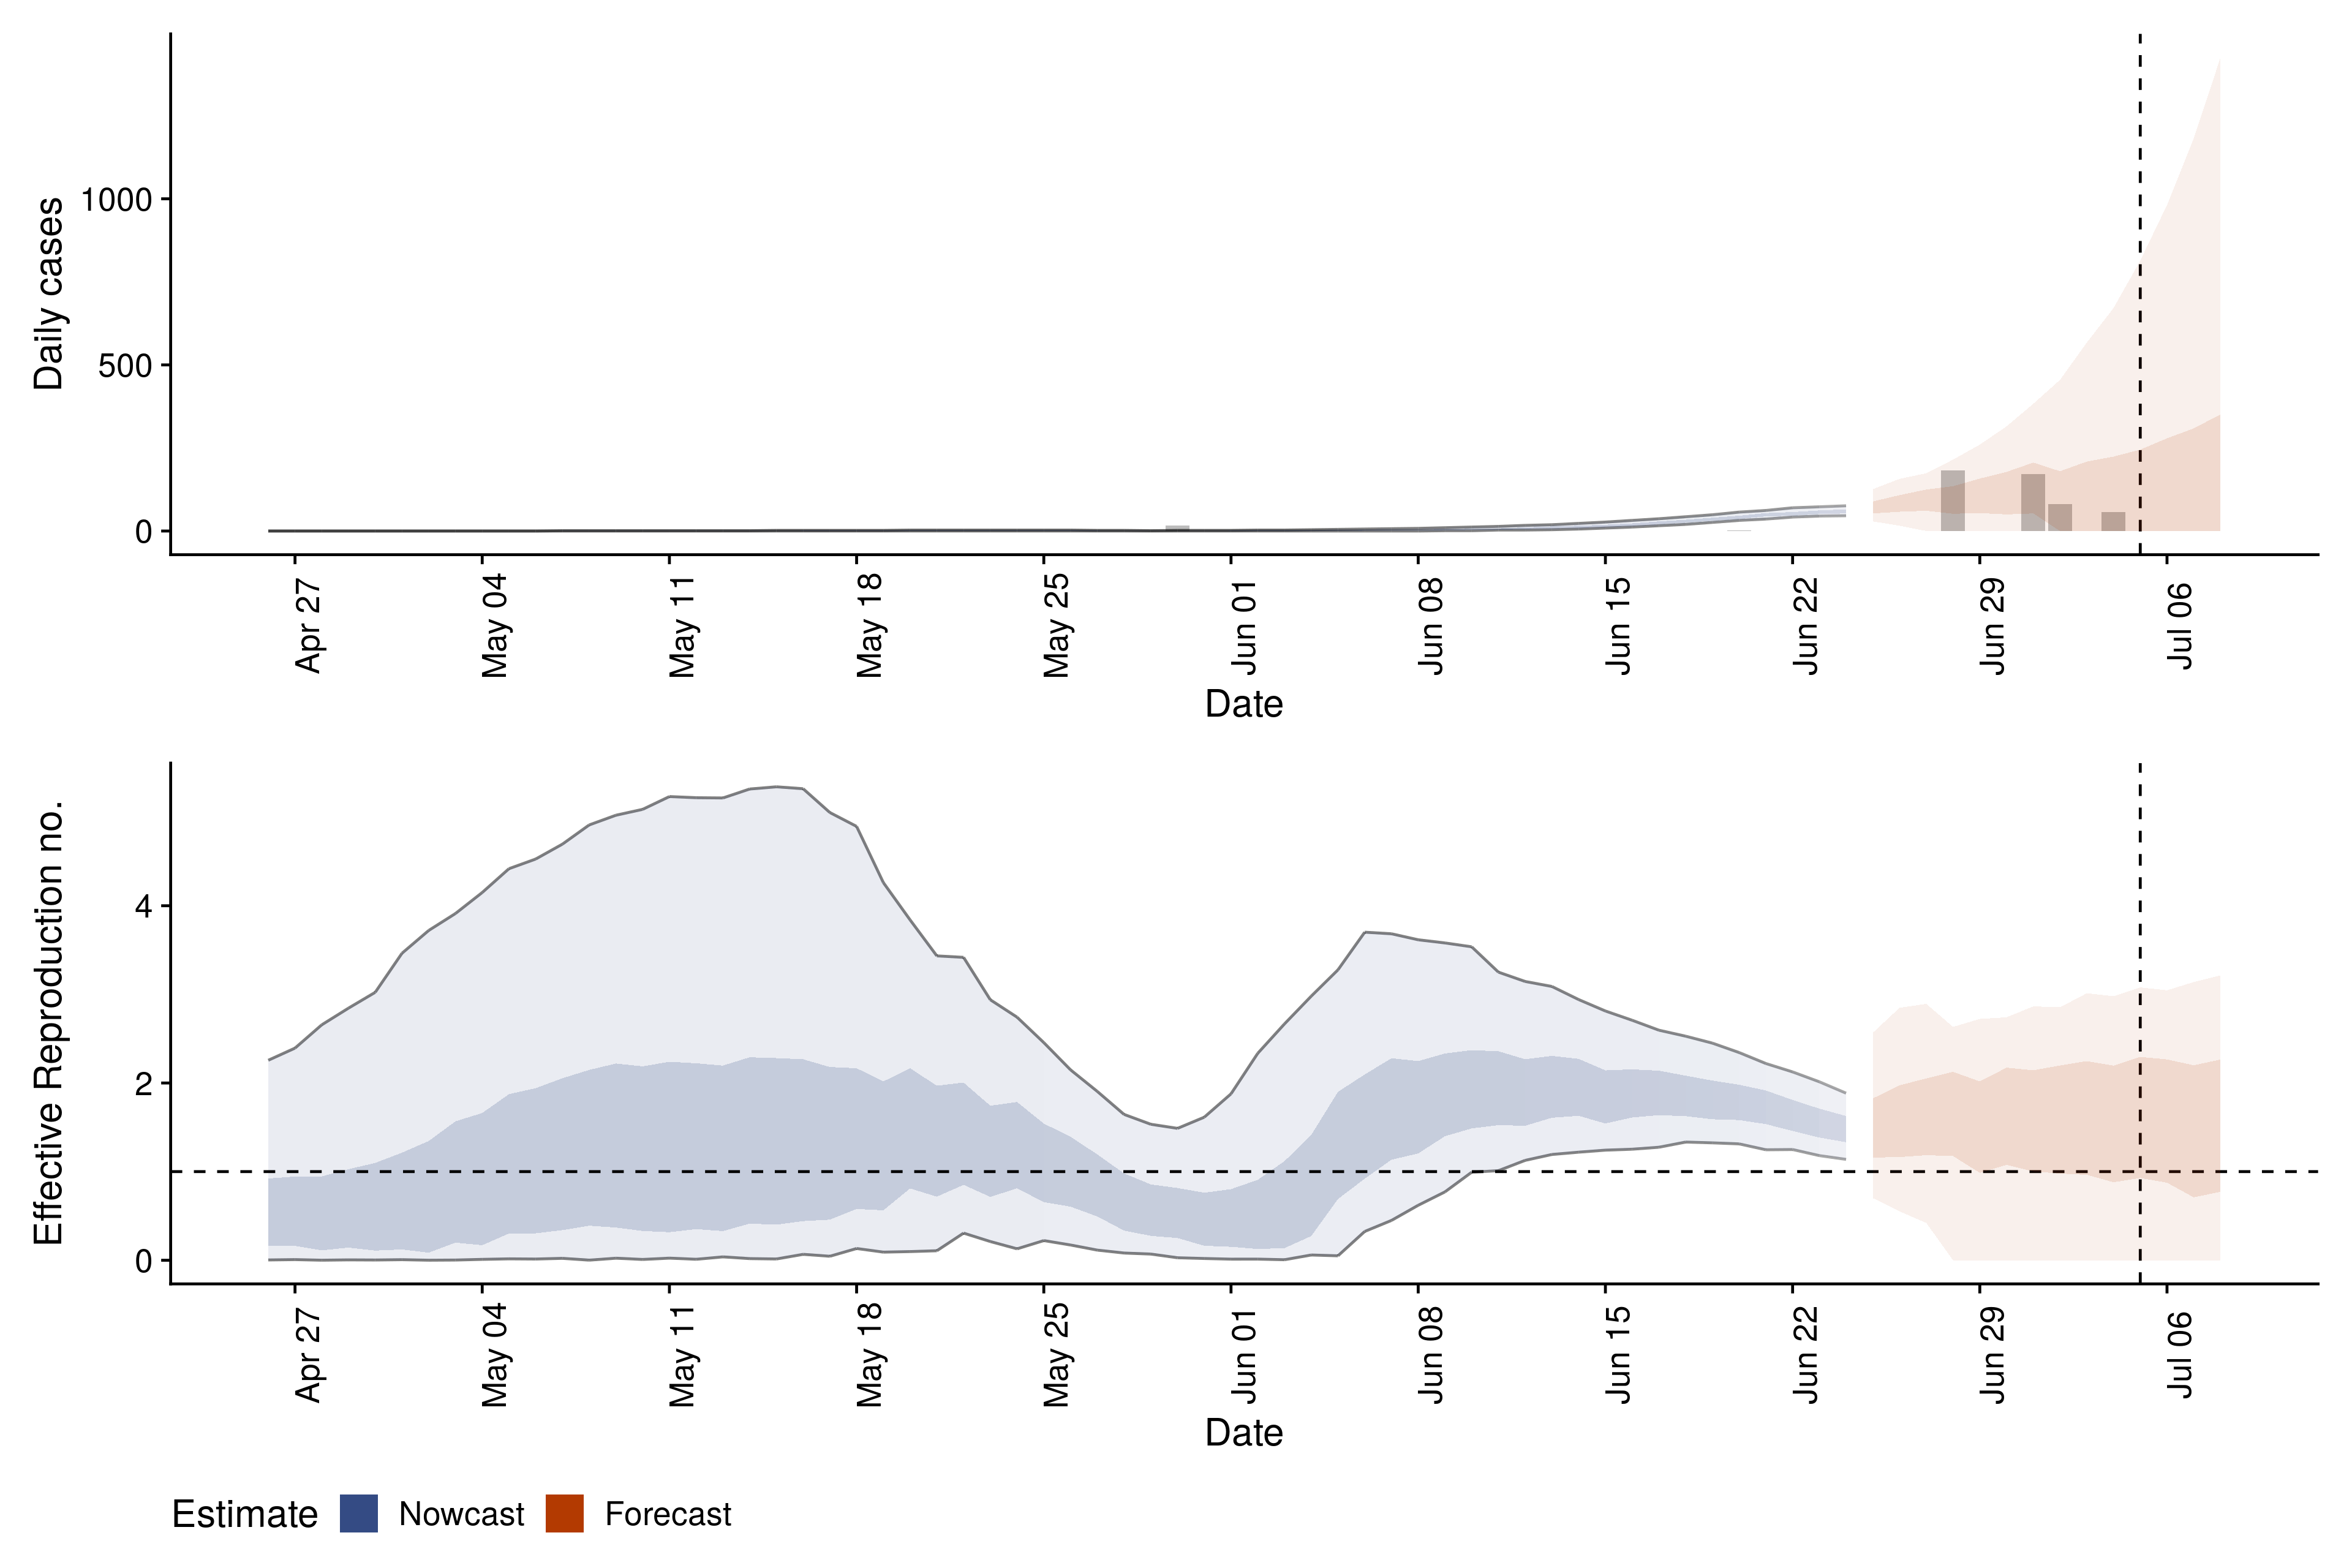 Daily cases
1000
500
0
Apr 27 May 04 May 11 May 18 May 25 Jun 01 Jun 08 Jun 15 Jun 22 Jun 29 Jul 06
Date
Effective Reproduction no.
4
2
0
Apr 27 May 04 May 11 May 18 May 25 Jun 01 Jun 08 Jun 15 Jun 22 Jun 29 Jul 06
Date
Estimate Nowcast Forecast